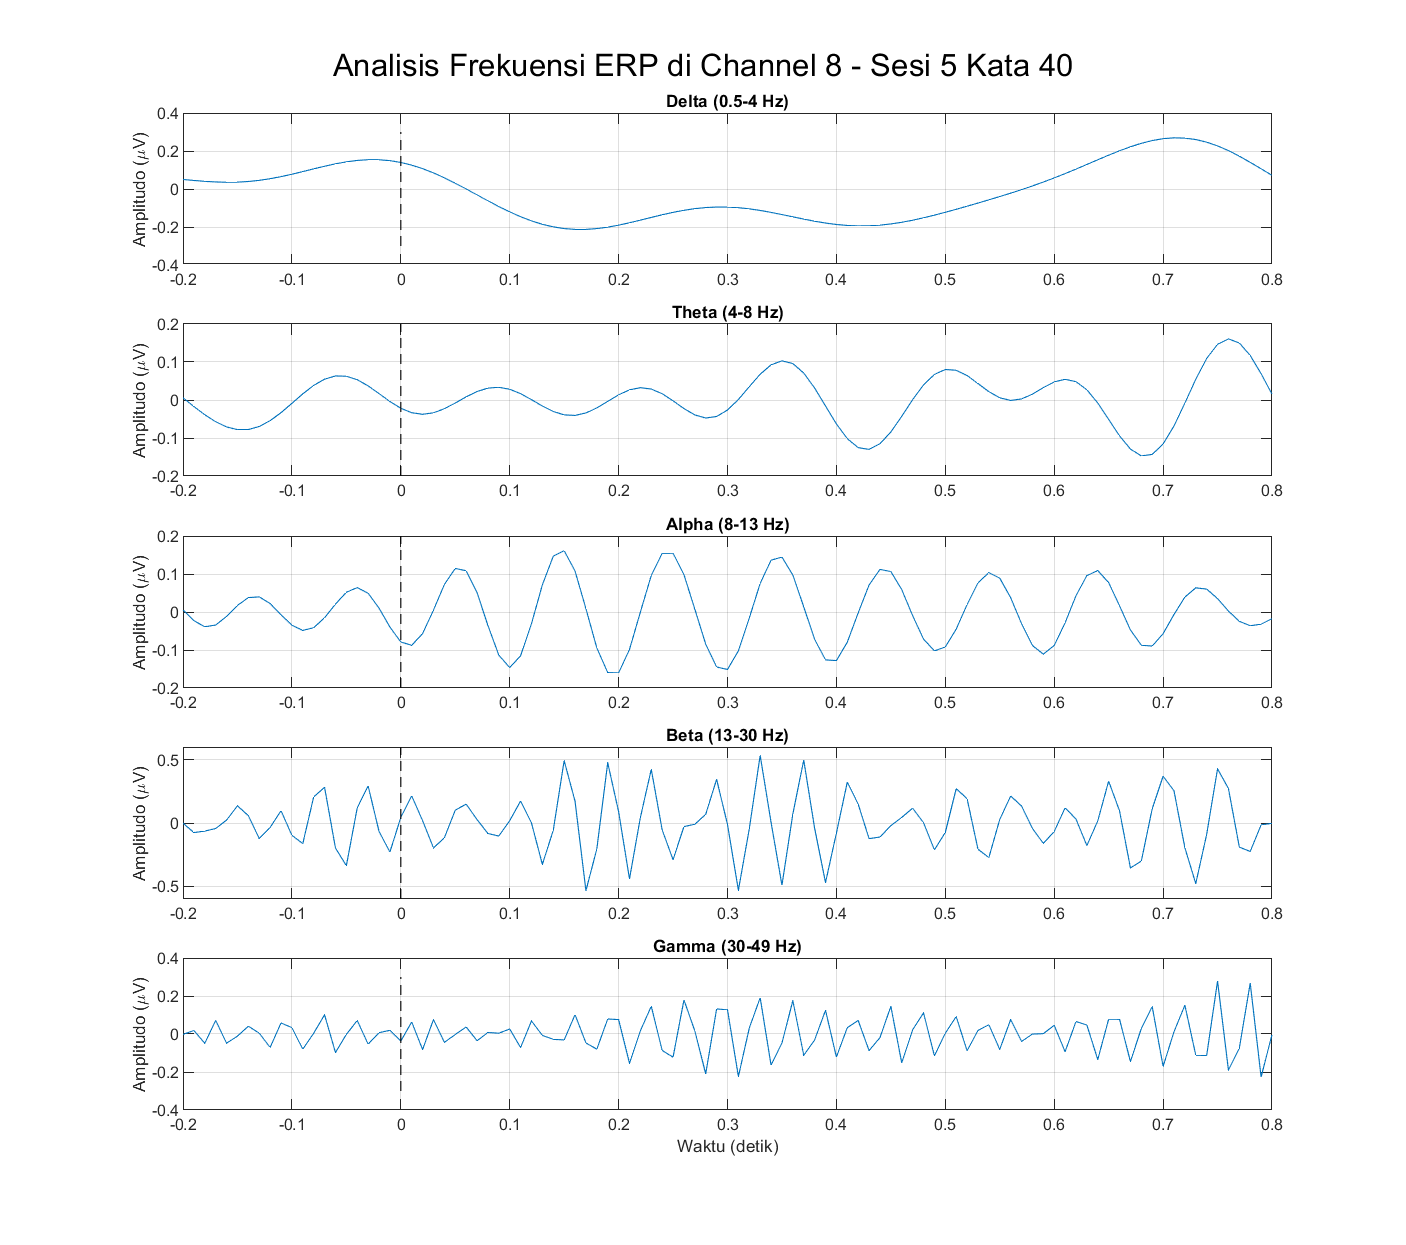 Analisis Frekuensi ERP di Channel 8 - Sesi 5 Kata 40
Delta (0.5-4 Hz)
Amplitudo (μV)
0.4
0.2
0
-0.2
-0.4
-0.2 -0.1 0 0.1 0.2 0.3 0.4 0.5 0.6 0.7 0.8
Theta (4-8 Hz)
Amplitudo (μV)
0.2
0.1
0
-0.1
-0.2
-0.2 -0.1 0 0.1 0.2 0.3 0.4 0.5 0.6 0.7 0.8
Alpha (8-13 Hz)
Amplitudo (μV)
0.2
0.1
0
-0.1
-0.2
-0.2 -0.1 0 0.1 0.2 0.3 0.4 0.5 0.6 0.7 0.8
Beta (13-30 Hz)
Amplitudo (μV)
0.5
0
-0.5
-0.2 -0.1 0 0.1 0.2 0.3 0.4 0.5 0.6 0.7 0.8
Gamma (30-49 Hz)
Amplitudo (μV)
0.4
0.2
0
-0.2
-0.4
-0.2 -0.1 0 0.1 0.2 0.3 0.4 0.5 0.6 0.7 0.8
Waktu (detik)